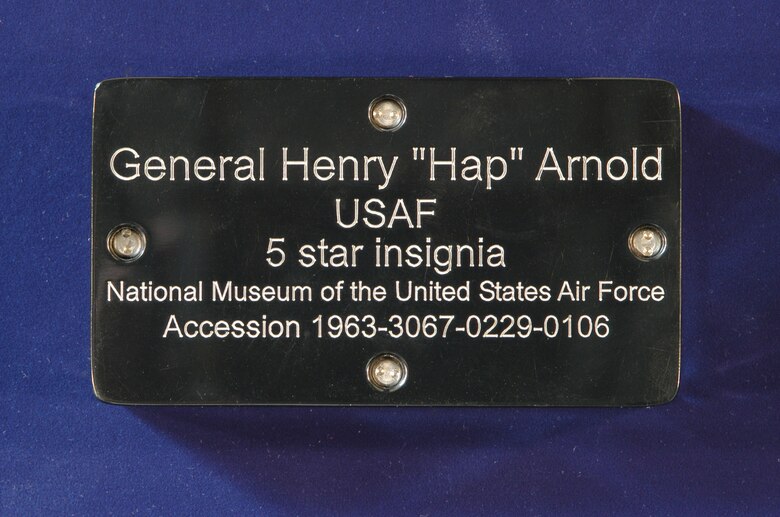 General Henry "Hap" Arnold
USAF
5 star insignia
National Museum of the United States Air Force
Accession 1963-3067-0229-0106